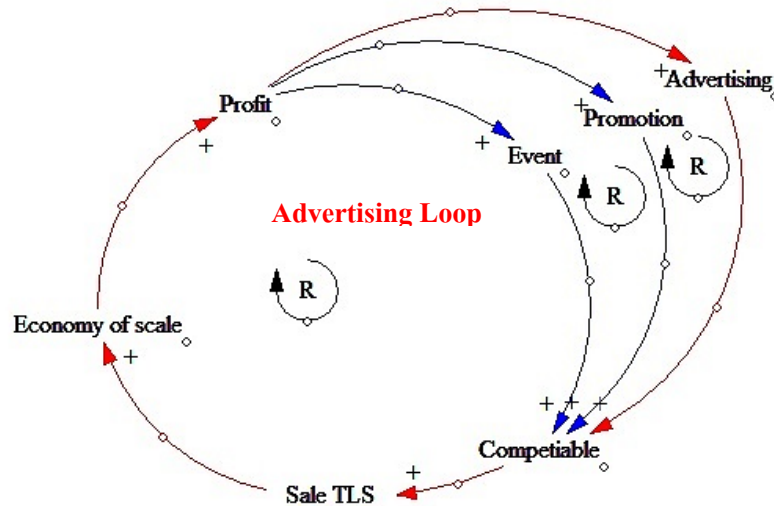 Advertising
+
Profit
+
Promotion
+
+
Event
R
R
Advertising Loop
R
Economy of scale
+
+ + +
Competiable
+
Sale TLS